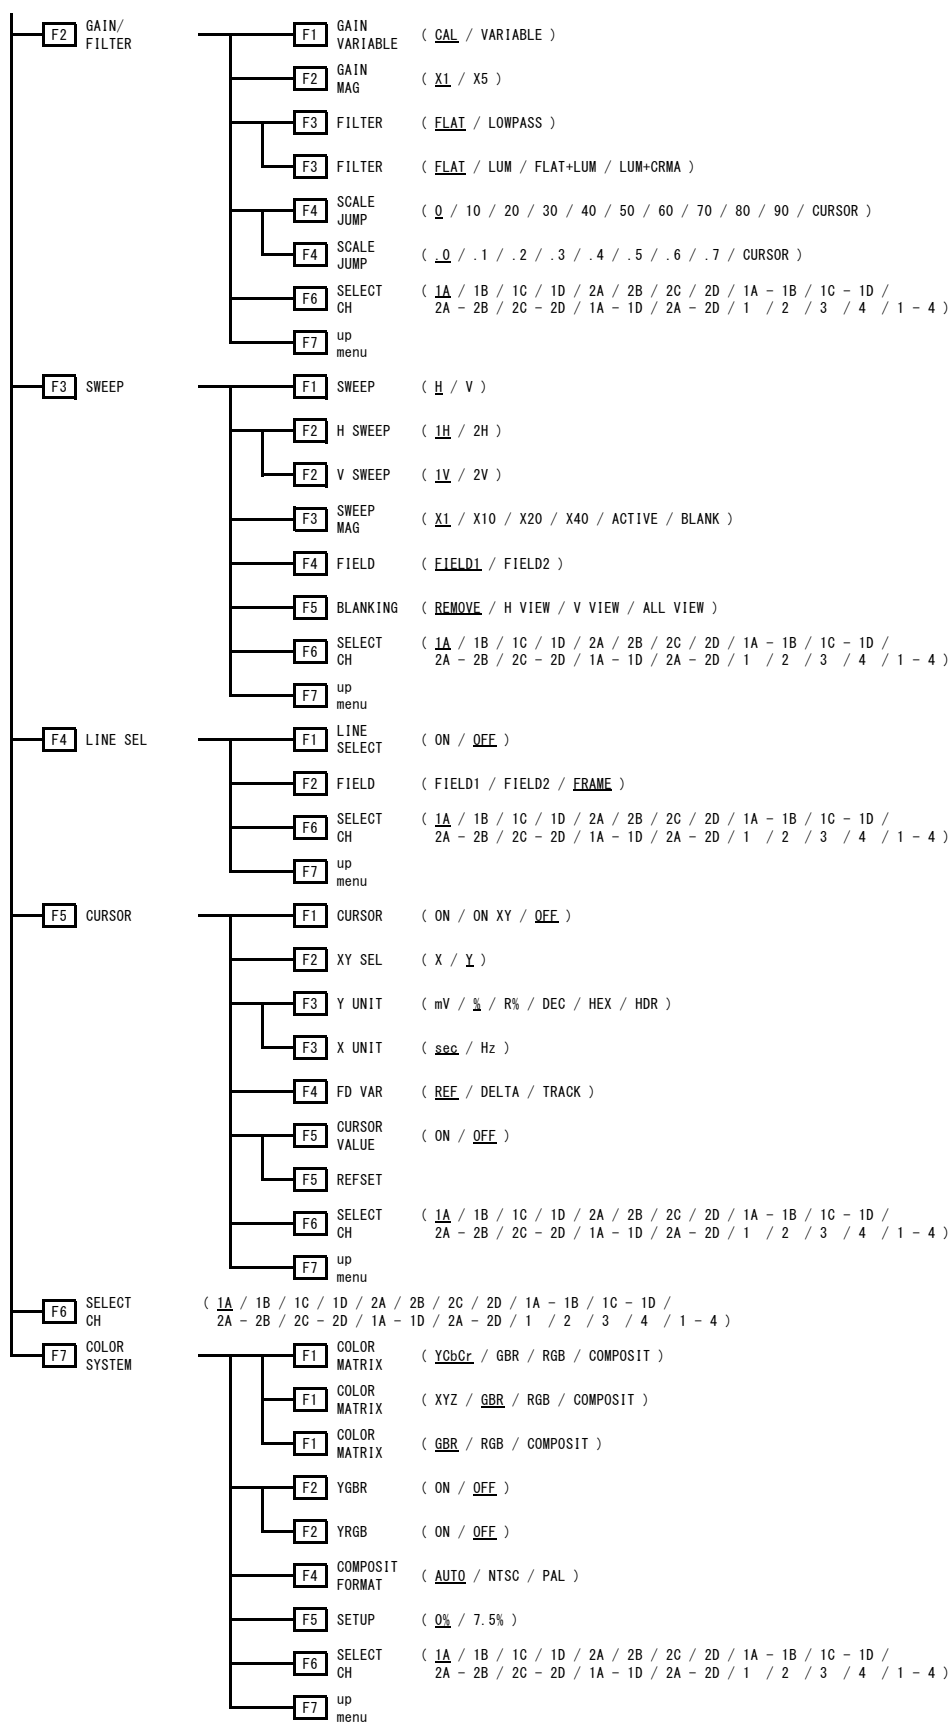 F2 GAIN/
FILTER
F1 GAIN
VARIABLE ( CAL / VARIABLE )
F2 GAIN
MAG ( X1 / X5 )
F3 FILTER ( FLAT / LOWPASS )
F3 FILTER ( FLAT / LUM / FLAT+LUM / LUM+CRMA )
F4 SCALE
JUMP ( 0 / 10 / 20 / 30 / 40 / 50 / 60 / 70 / 80 / 90 / CURSOR )
F4 SCALE
JUMP ( .0 / .1 / .2 / .3 / .4 / .5 / .6 / .7 / CURSOR )
F6 SELECT ( 1A / 1B / 1C / 1D / 2A / 2B / 2C / 2D / 1A - 1B / 1C - 1D /
CH 2A - 2B / 2C - 2D / 1A - 1D / 2A - 2D / 1 / 2 / 3 / 4 / 1 - 4 )
F7 up
menu
F3 SWEEP
F1 SWEEP ( H / V )
F2 H SWEEP ( 1H / 2H )
F2 V SWEEP ( 1V / 2V )
F3 SWEEP
MAG ( X1 / X10 / X20 / X40 / ACTIVE / BLANK )
F4 FIELD ( FIELD1 / FIELD2 )
F5 BLANKING ( REMOVE / H VIEW / V VIEW / ALL VIEW )
F6 SELECT ( 1A / 1B / 1C / 1D / 2A / 2B / 2C / 2D / 1A - 1B / 1C - 1D /
CH 2A - 2B / 2C - 2D / 1A - 1D / 2A - 2D / 1 / 2 / 3 / 4 / 1 - 4 )
F7 up
menu
F4 LINE SEL
F1 LINE
SELECT ( ON / OFF )
F2 FIELD ( FIELD1 / FIELD2 / FRAME )
F6 SELECT ( 1A / 1B / 1C / 1D / 2A / 2B / 2C / 2D / 1A - 1B / 1C - 1D /
CH 2A - 2B / 2C - 2D / 1A - 1D / 2A - 2D / 1 / 2 / 3 / 4 / 1 - 4 )
F7 up
menu
F5 CURSOR
F1 CURSOR ( ON / ON XY / OFF )
F2 XY SEL ( X / Y )
F3 Y UNIT ( mV / % / R% / DEC / HEX / HDR )
F3 X UNIT ( sec / Hz )
F4 FD VAR ( REF / DELTA / TRACK )
F5 CURSOR
VALUE ( ON / OFF )
F5 REFSET
F6 SELECT ( 1A / 1B / 1C / 1D / 2A / 2B / 2C / 2D / 1A - 1B / 1C - 1D /
CH 2A - 2B / 2C - 2D / 1A - 1D / 2A - 2D / 1 / 2 / 3 / 4 / 1 - 4 )
F7 up
menu
F6 SELECT ( 1A / 1B / 1C / 1D / 2A / 2B / 2C / 2D / 1A - 1B / 1C - 1D /
CH 2A - 2B / 2C - 2D / 1A - 1D / 2A - 2D / 1 / 2 / 3 / 4 / 1 - 4 )
F7 COLOR
SYSTEM
F1 COLOR
MATRIX ( YCbCr / GBR / RGB / COMPOSIT )
F1 COLOR
MATRIX ( XYZ / GBR / RGB / COMPOSIT )
F1 COLOR
MATRIX ( GBR / RGB / COMPOSIT )
F2 YGBR ( ON / OFF )
F2 YRGB ( ON / OFF )
F4 COMPOSIT
FORMAT ( AUTO / NTSC / PAL )
F5 SETUP ( 0% / 7.5% )
F6 SELECT ( 1A / 1B / 1C / 1D / 2A / 2B / 2C / 2D / 1A - 1B / 1C - 1D /
CH 2A - 2B / 2C - 2D / 1A - 1D / 2A - 2D / 1 / 2 / 3 / 4 / 1 - 4 )
F7 up
menu